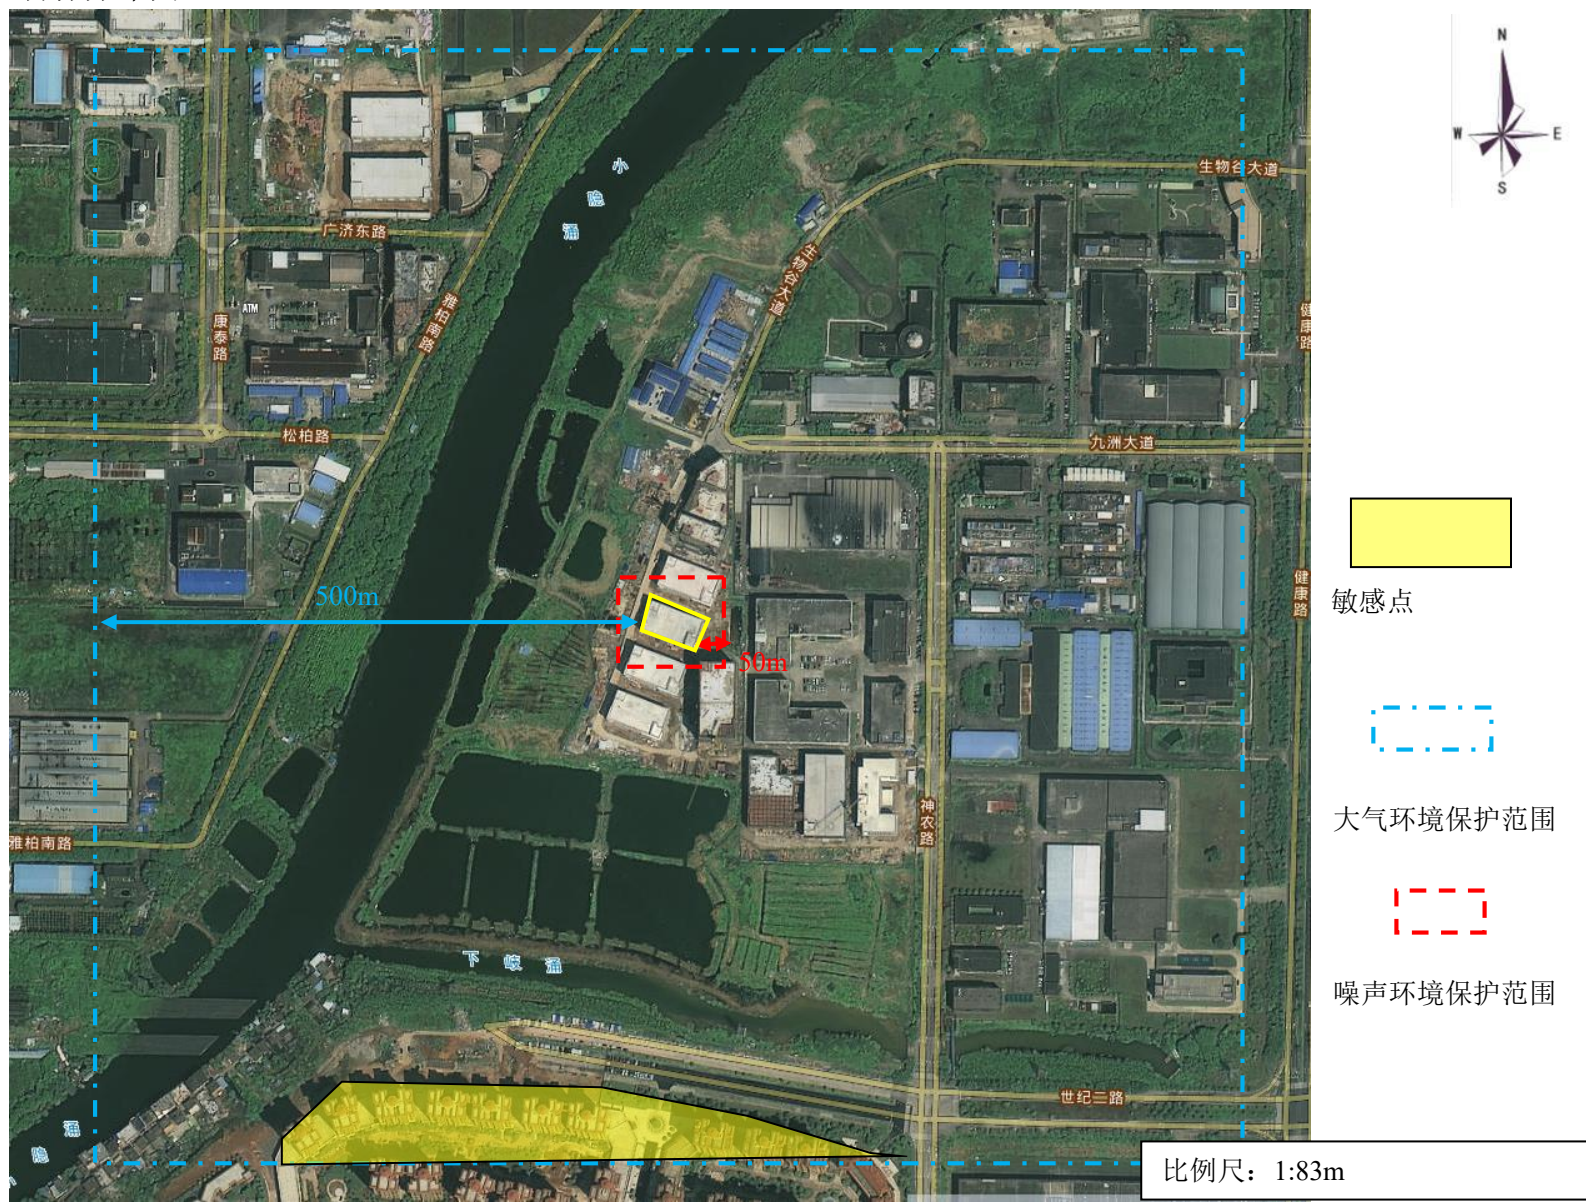 N
W E
S
生物谷大道
小隐涌
广济东路
生物谷大道
雅柏南路
ATM
康泰路
健康路
松柏路
九洲大道
敏感点
500m
健康路
50m
大气环境保护范围
神农路
雅柏南路
下岐涌
噪声环境保护范围
世纪二路
隐涌
比例尺：1:83m